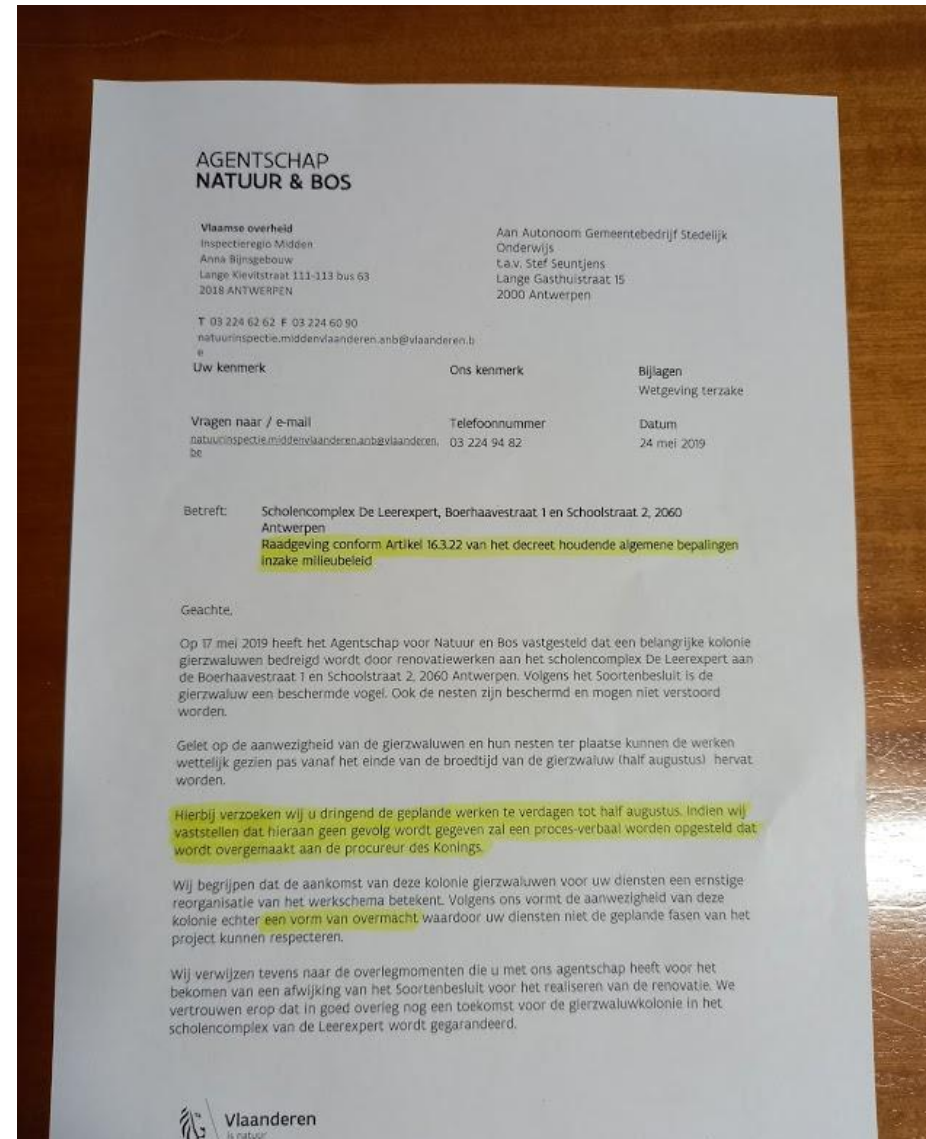 AGENTSCHAP
NATUUR & BOS
Vlaamse overheid
Inspectieregio Midden
Anna Bijnsgebouw
Lange Kievitstraat 111-113 bus 63
2018 ANTWERPEN
T 03 224 62 62 F 03 224 60 90
natuurinspectie.middenvlaanderen.anb@vlaanderen.b
e
Aan Autonoom Gemeentebedrijf Stedelijk
Onderwijs
t.a.v. Stef Seuntjens
Lange Gasthuistraat 15
2000 Antwerpen
Uw kenmerk Ons kenmerk Bijlagen
Wetgeving terzake
Vragen naar / e-mail Telefoonnummer Datum
natuurinspectie.middenvlaanderen.anb@vlaanderen. 03 224 94 82 24 mei 2019
be
Betreft: Scholencomplex De Leerexpert, Boerhaavestraat 1 en Schoolstraat 2, 2060
Antwerpen
Raadgeving conform Artikel 16.3.22 van het decreet houdende algemene bepalingen
inzake milieubeleid
Geachte,
Op 17 mei 2019 heeft het Agentschap voor Natuur en Bos vastgesteld dat een belangrijke kolonie
gierzwaluwen bedreigd wordt door renovatiewerken aan het scholencomplex De Leerexpert aan
de Boerhaavestraat 1 en Schoolstraat 2, 2060 Antwerpen. Volgens het Soortenbesluit is de
gierzwaluw een beschermde vogel. Ook de nesten zijn beschermd en mogen niet verstoord
worden.
Gelet op de aanwezigheid van de gierzwaluwen en hun nesten ter plaatse kunnen de werken
wettelijk gezien pas vanaf het einde van de broedtijd van de gierzwaluw (half augustus) hervat
worden.
Hierbij verzoeken wij u dringend de geplande werken te verdagen tot half augustus. Indien wij
vaststellen dat hieraan geen gevolg wordt gegeven zal een proces-verbaal worden opgesteld dat
wordt overgemaakt aan de procureur des Konings.
Wij begrijpen dat de aankomst van deze kolonie gierzwaluwen voor uw diensten een ernstige
reorganisatie van het werkschema betekent. Volgens ons vormt de aanwezigheid van deze
kolonie echter een vorm van overmacht waardoor uw diensten niet de geplande fasen van het
project kunnen respecteren.
Wij verwijzen tevens naar de overlegmomenten die u met ons agentschap heeft voor het
bekomen van een afwijking van het Soortenbesluit voor het realiseren van de renovatie. We
vertrouwen erop dat in goed overleg nog een toekomst voor de gierzwaluwkolonie in het
scholencomplex van de Leerexpert wordt gegarandeerd.
Vlaanderen
is natuur